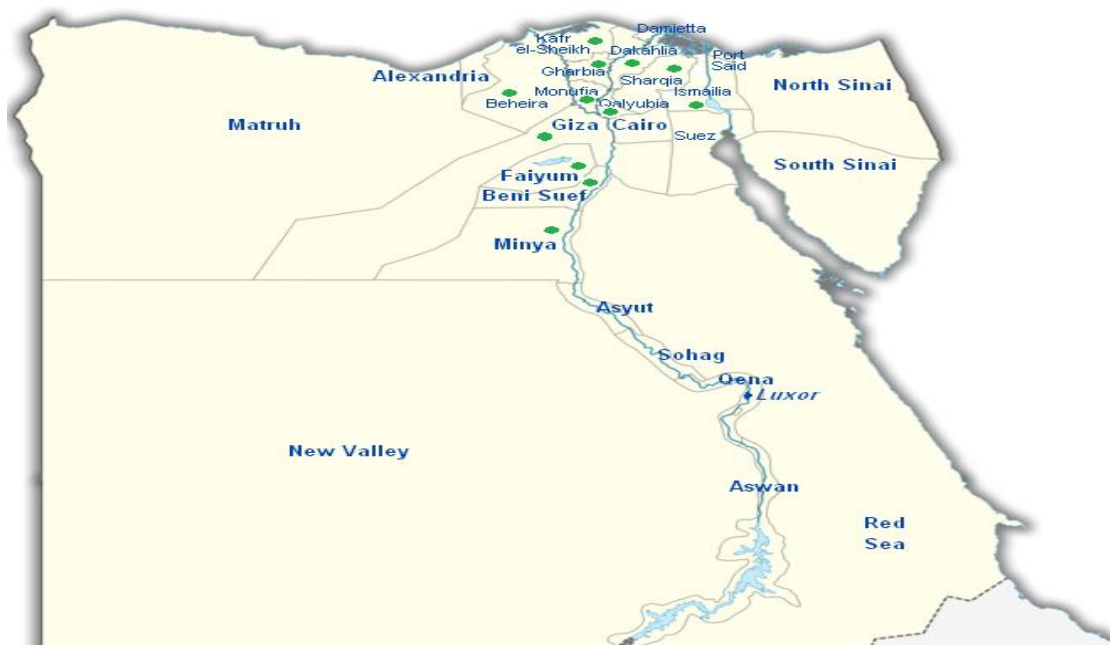 Damietta
Kafr
el-Sheikh
Dakahlia
Port
Said
Gharbia
Sharqia
Alexandria
Monufia
Ismailia
North Sinai
Beheira
Qalyubia
Matruh
Giza
Cairo
Suez
South Sinai
Faiyum
Beni Suef
Minya
Asyut
Sohag
Qena
Luxor
New Valley
Aswan
Red
Sea